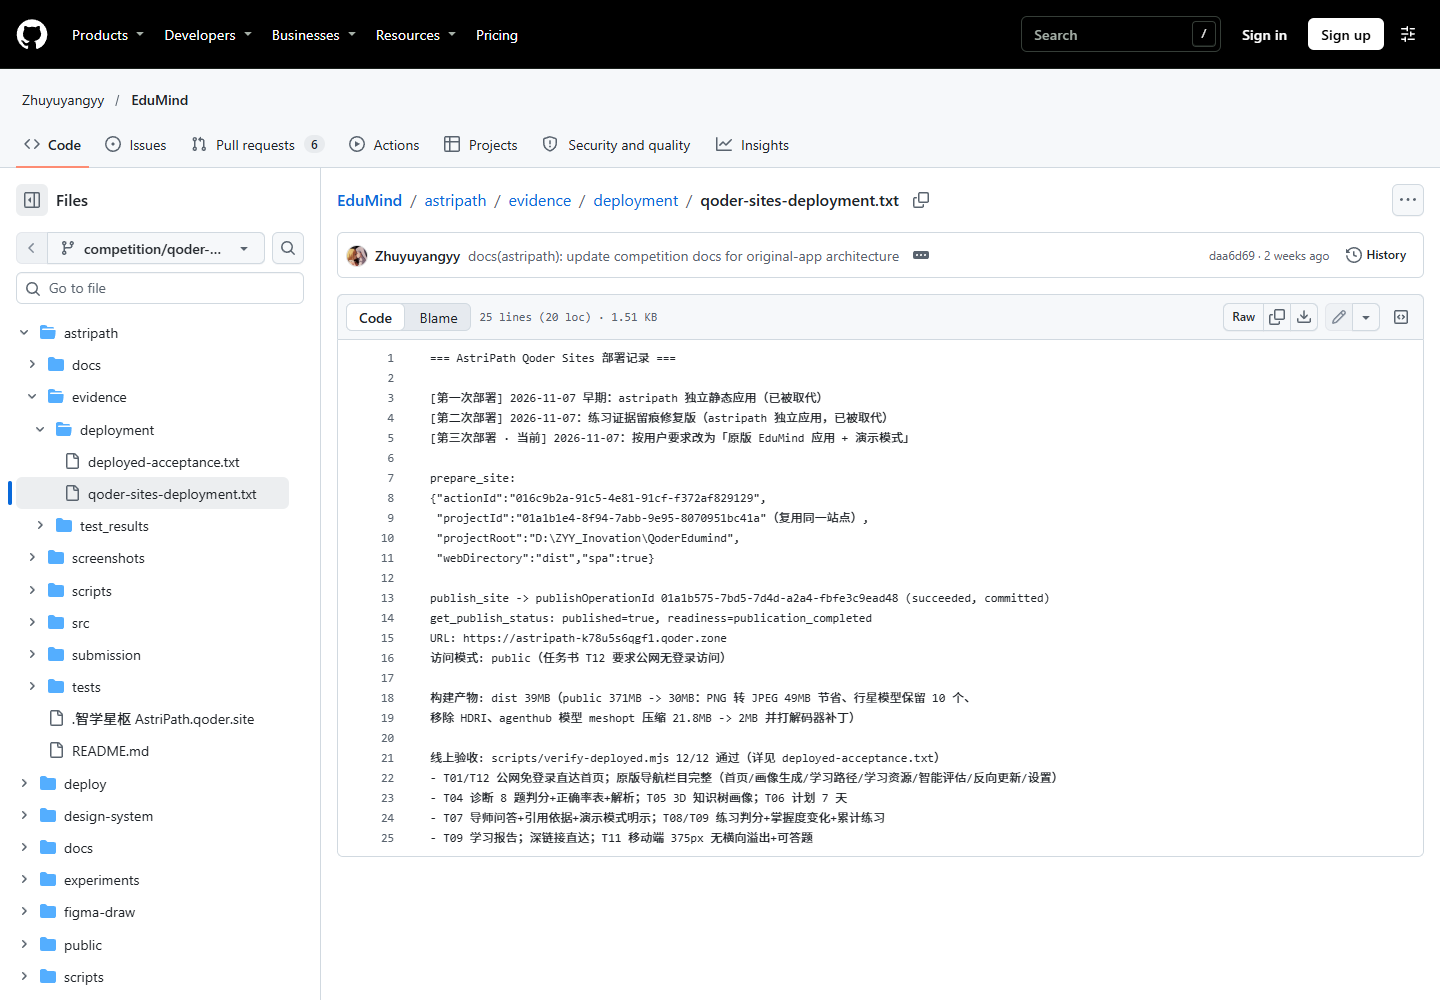 Products
Developers
Businesses
Resources
Pricing
Search
/
Sign in
Sign up
Zhuyuyangyy / EduMind
Code
Issues
Pull requests 6
Actions
Projects
Security and quality
Insights
Files
competition/qoder-...
Go to file
astripath
docs
evidence
deployment
deployed-acceptance.txt
qoder-sites-deployment.txt
test_results
screenshots
scripts
src
submission
tests
.智学星枢 AstriPath.qoder.site
README.md
deploy
design-system
docs
experiments
figma-draw
public
scripts
EduMind / astripath / evidence / deployment / qoder-sites-deployment.txt
Zhuyuyangyy docs(astripath): update competition docs for original-app architecture
daa6d69 · 2 weeks ago
History
Code
Blame
25 lines (20 loc) · 1.51 KB
Raw
1 === AstriPath Qoder Sites 部署记录 ===
2
3 [第一次部署] 2026-11-07 早期：astripath 独立静态应用（已被取代）
4 [第二次部署] 2026-11-07：练习证据留痕修复版（astripath 独立应用，已被取代）
5 [第三次部署 · 当前] 2026-11-07：按用户要求改为「原版 EduMind 应用 + 演示模式」
6
7 prepare_site:
8 {"actionId":"016c9b2a-91c5-4e81-91cf-f372af829129",
9 "projectId":"01a1b1e4-8f94-7abb-9e95-8070951bc41a"（复用同一站点）,
10 "projectRoot":"D:\ZYY_Inovation\QoderEdumind",
11 "webDirectory":"dist","spa":true}
12
13 publish_site -> publishOperationId 01a1b575-7bd5-7d4d-a2a4-fbfe3c9ead48 (succeeded, committed)
14 get_publish_status: published=true, readiness=publication_completed
15 URL: https://astripath-k78u5s6qgf1.qoder.zone
16 访问模式: public（任务书 T12 要求公网无登录访问）
17
18 构建产物: dist 39MB（public 371MB -> 30MB：PNG 转 JPEG 49MB 节省、行星模型保留 10 个、
19 移除 HDRI、agenthub 模型 meshopt 压缩 21.8MB -> 2MB 并打解码器补丁）
20
21 线上验收: scripts/verify-deployed.mjs 12/12 通过（详见 deployed-acceptance.txt）
22 - T01/T12 公网免登录直达首页；原版导航栏目完整（首页/画像生成/学习路径/学习资源/智能评估/反向更新/设置）
23 - T04 诊断 8 题判分+正确率表+解析；T05 3D 知识树画像；T06 计划 7 天
24 - T07 导师问答+引用依据+演示模式明示；T08/T09 练习判分+掌握度变化+累计练习
25 - T09 学习报告；深链接直达；T11 移动端 375px 无横向溢出+可答题